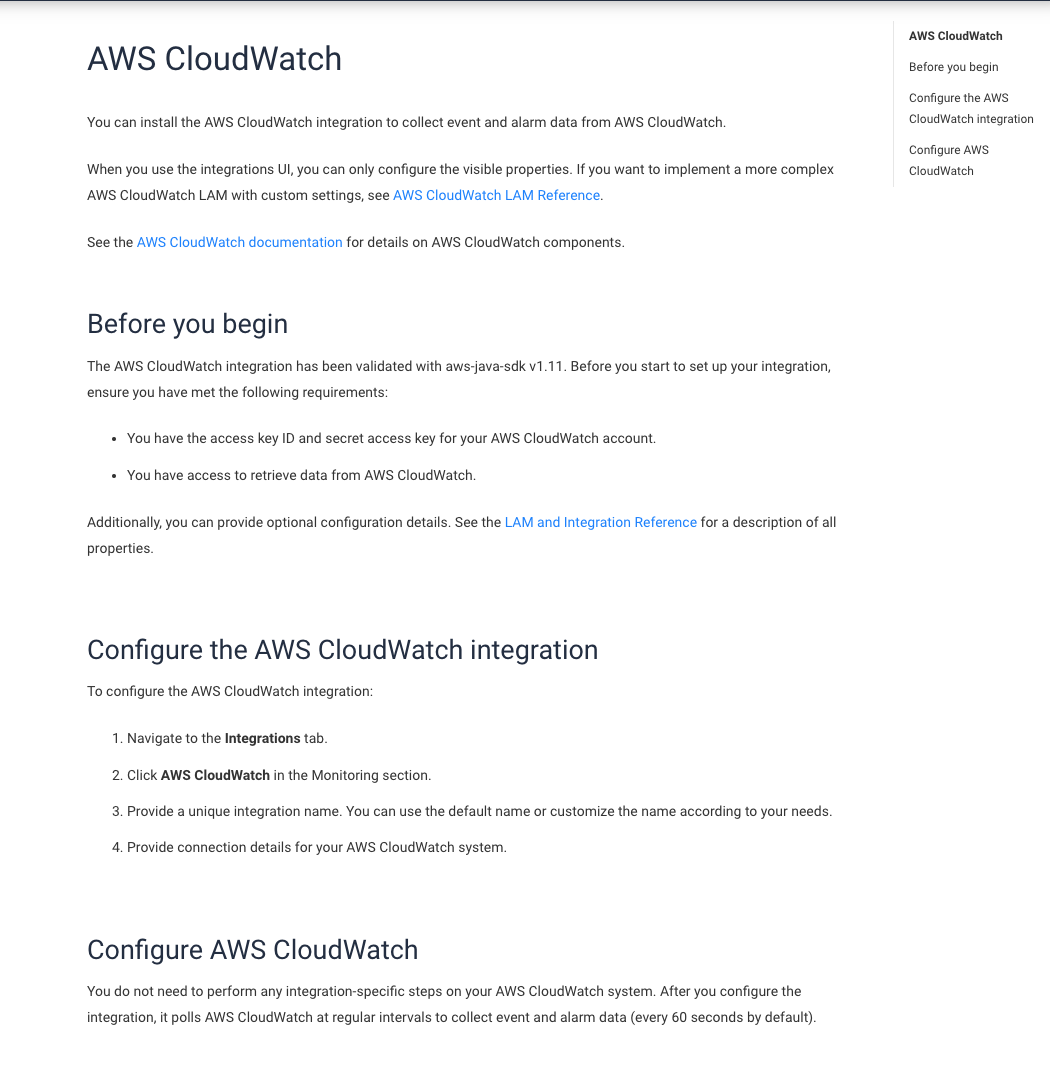 AWS CloudWatch
You can install the AWS CloudWatch integration to collect event and alarm data from AWS CloudWatch.
When you use the integrations UI, you can only configure the visible properties. If you want to implement a more complex
AWS CloudWatch LAM with custom settings, see AWS CloudWatch LAM Reference.
See the AWS CloudWatch documentation for details on AWS CloudWatch components.
Before you begin
The AWS CloudWatch integration has been validated with aws-java-sdk v1.11. Before you start to set up your integration,
ensure you have met the following requirements:
• You have the access key ID and secret access key for your AWS CloudWatch account.
• You have access to retrieve data from AWS CloudWatch.
Additionally, you can provide optional configuration details. See the LAM and Integration Reference for a description of all
properties.
Configure the AWS CloudWatch integration
To configure the AWS CloudWatch integration:
1. Navigate to the Integrations tab.
2. Click AWS CloudWatch in the Monitoring section.
3. Provide a unique integration name. You can use the default name or customize the name according to your needs.
4. Provide connection details for your AWS CloudWatch system.
Configure AWS CloudWatch
You do not need to perform any integration-specific steps on your AWS CloudWatch system. After you configure the
integration, it polls AWS CloudWatch at regular intervals to collect event and alarm data (every 60 seconds by default).
AWS CloudWatch
Before you begin
Configure the AWS
CloudWatch integration
Configure AWS
CloudWatch